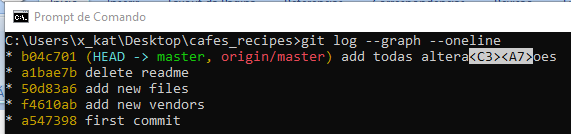 Prompt de Comando
C:\Users\x_kat\Desktop\cafes_recipes>git log --graph --oneline
* b04c701 (HEAD -> master, origin/master) add todas altera<C3><A7>oes
* a1bae7b delete readme
* 50d83a6 add new files
* f4610ab add new vendors
* a547398 first commit